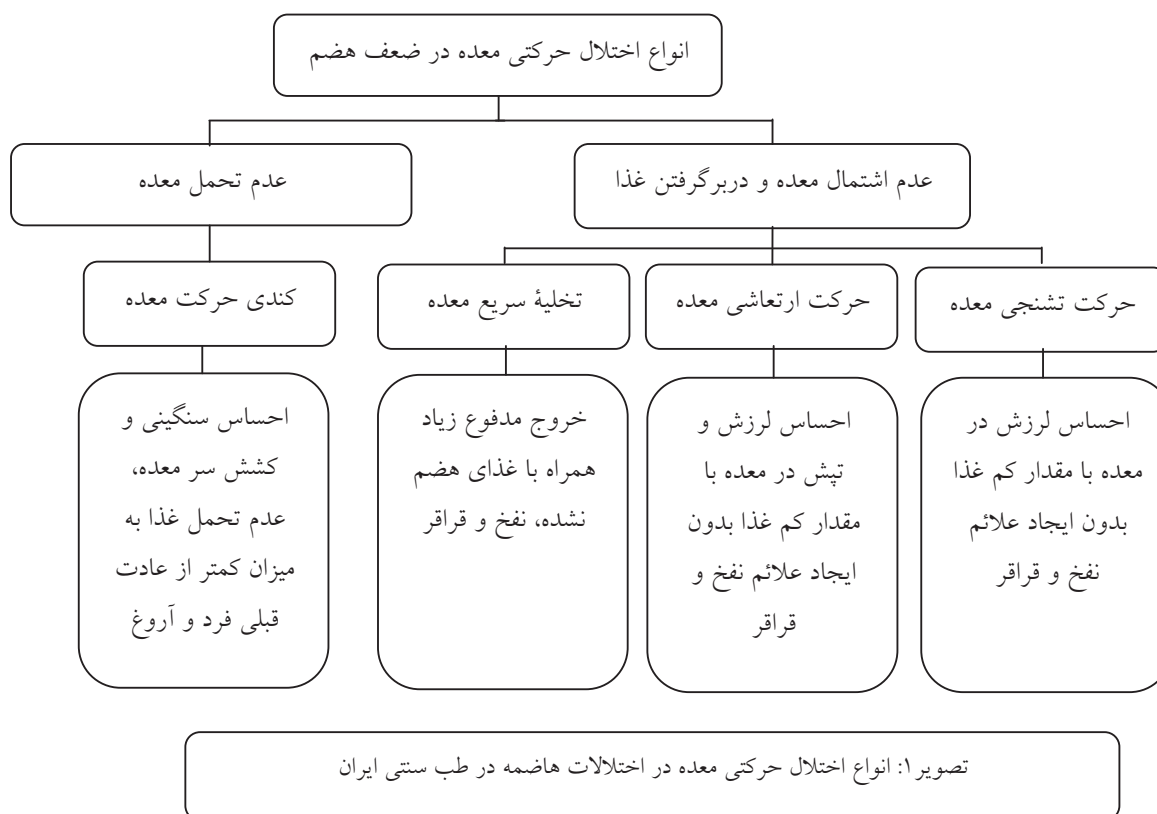 انواع اختلال حرکتی معده در ضعف هضم
عدم اشتمال معده و دربرگرفتن غذا
عدم تحمل معده
حرکت تشنجی معده
حرکت ارتعاشی معده
تخلیهٔ سریع معده
کندی حرکت معده
احساس لرزش در
معده با مقدار کم غذا
بدون ایجاد علائم
نفخ و قراقر
احساس لرزش و
تپش در معده با
مقدار کم غذا بدون
ایجاد علائم نفخ و
قراقر
خروج مدفوع زیاد
همراه با غذای هضم
نشده، نفخ و قراقر
احساس سنگینی و
کشش سر معده،
عدم تحمل غذا به
میزان کمتر از عادت
قبلی فرد و آروغ
تصویر ۱: انواع اختلال حرکتی معده در اختلالات هاضمه در طب سنتی ایران